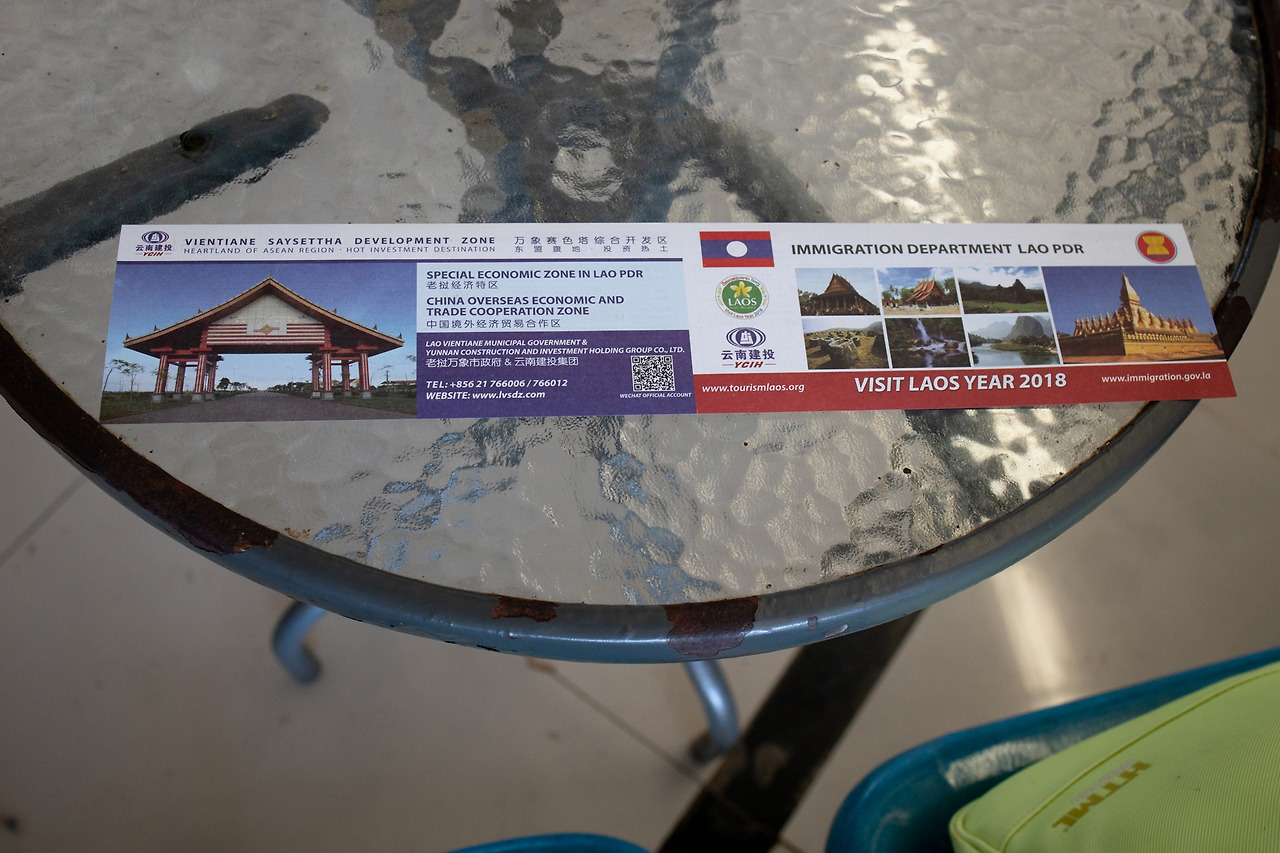 云南建投
YCIH
VIENTIANE SAYSETTHA DEVELOPMENT ZONE
HEARTLAND OF ASEAN REGION · HOT INVESTMENT DESTINATION
万象赛色塔综合开发区
东盟腹地·投资热土
SPECIAL ECONOMIC ZONE IN LAO PDR
老挝经济特区
CHINA OVERSEAS ECONOMIC AND
TRADE COOPERATION ZONE
中国境外经济贸易合作区
LAO VIENTIANE MUNICIPAL GOVERNMENT &
YUNNAN CONSTRUCTION AND INVESTMENT HOLDING GROUP CO., LTD.
老挝万象市政府 & 云南建投集团
TEL: +856 21 766006 / 766012
WEBSITE: www.lvsdz.com
WECHAT OFFICIAL ACCOUNT
IMMIGRATION DEPARTMENT LAO PDR
LAOS
Visit Laos Year 2018
云南建投
YCIH
www.tourismlaos.org
VISIT LAOS YEAR 2018
www.immigration.gov.la
HTML